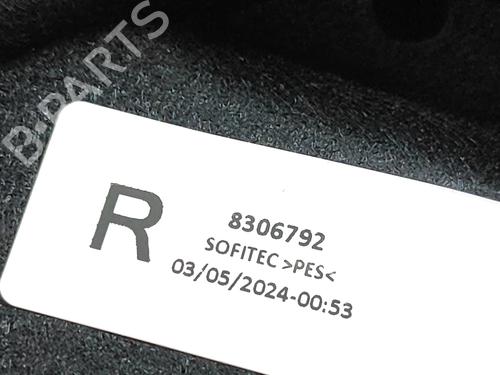 B-PARTS
R
8306792
SOFITEC >PES<
03/05/2024-00:53